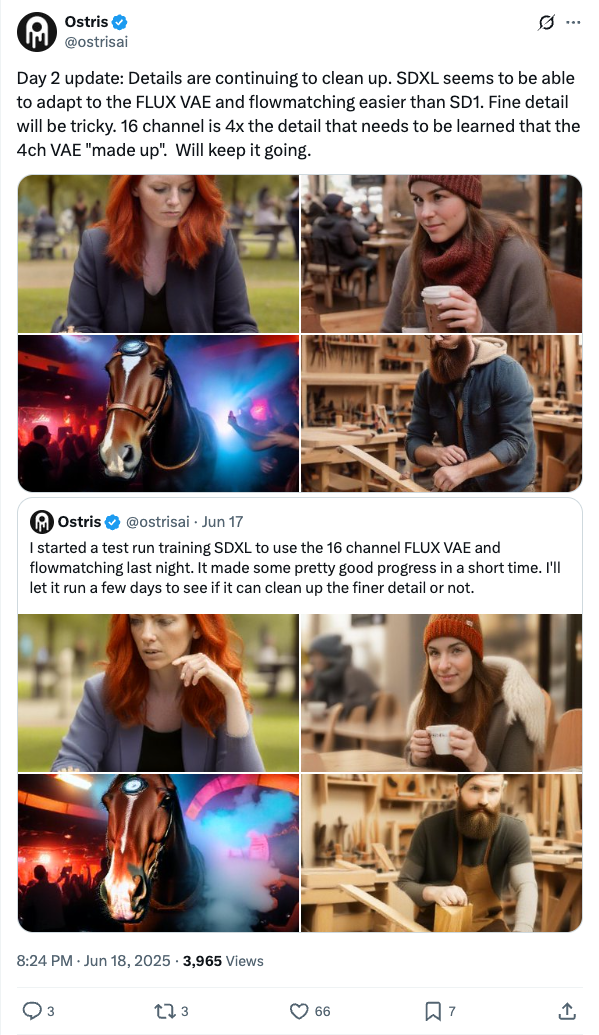 Ostris
@ostrisai
Day 2 update: Details are continuing to clean up. SDXL seems to be able
to adapt to the FLUX VAE and flowmatching easier than SD1. Fine detail
will be tricky. 16 channel is 4x the detail that needs to be learned that the
4ch VAE "made up".  Will keep it going.
Ostris @ostrisai · Jun 17
I started a test run training SDXL to use the 16 channel FLUX VAE and
flowmatching last night. It made some pretty good progress in a short time. I'll
let it run a few days to see if it can clean up the finer detail or not.
8:24 PM · Jun 18, 2025 · 3,965 Views
3 3 66 7